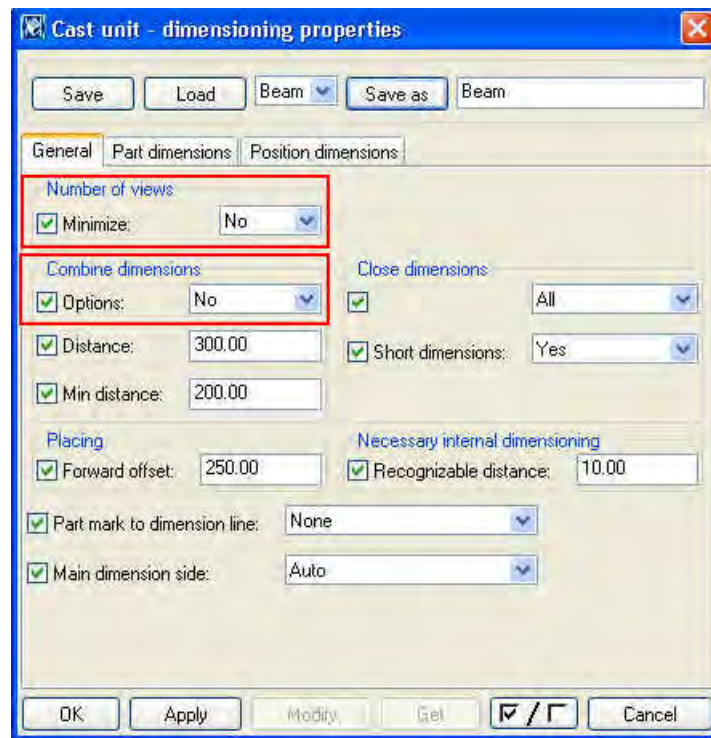 Cast unit - dimensioning properties
Save Load Beam Save as Beam
General Part dimensions Position dimensions
Number of views
Minimize: No
Combine dimensions Close dimensions
Options: No All
Distance: 300.00 Short dimensions: Yes
Min distance: 200.00
Placing Necessary internal dimensioning
Forward offset: 250.00 Recognizable distance: 10.00
Part mark to dimension line: None
Main dimension side: Auto
OK Apply Modify Get / Cancel